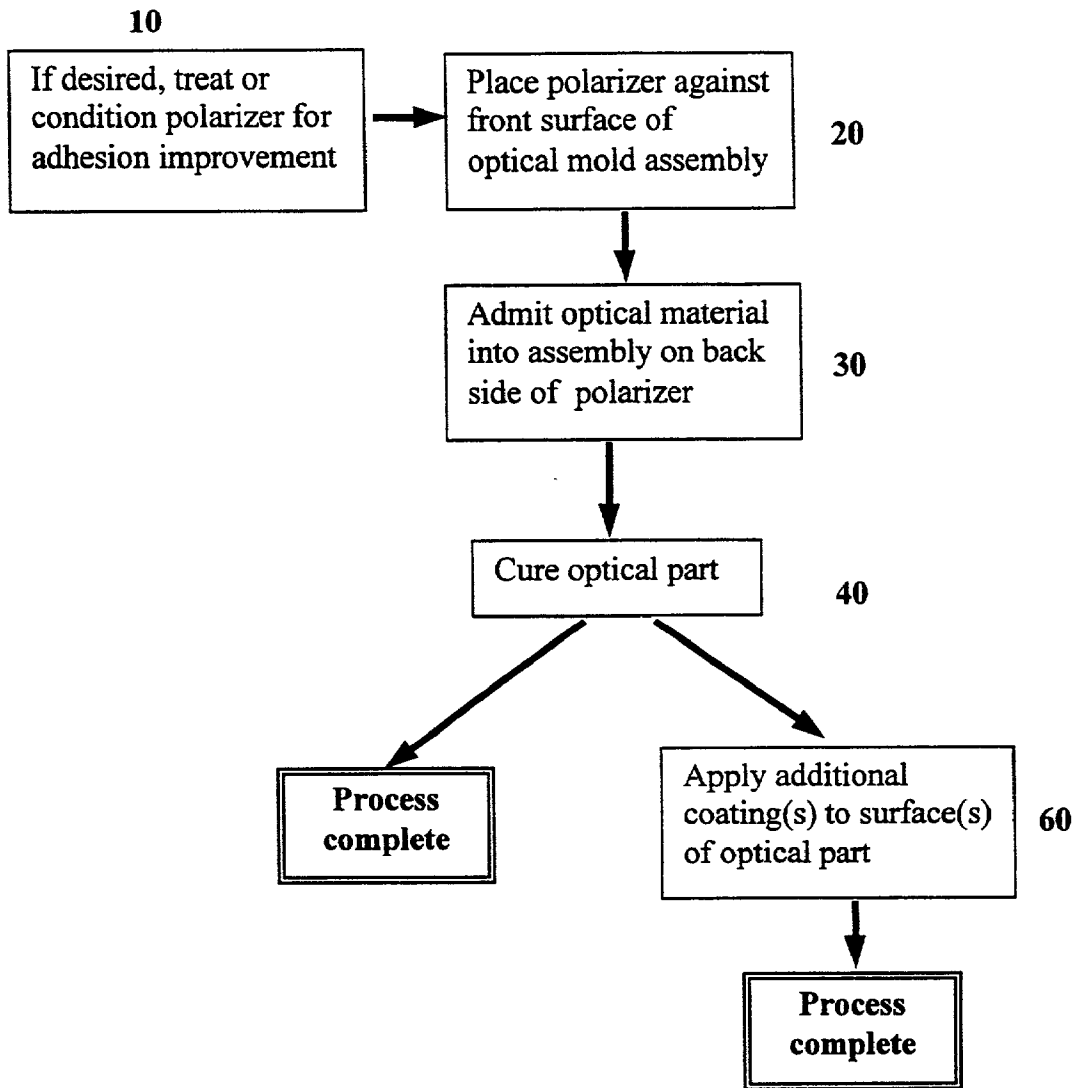 10
If desired, treat or
condition polarizer for
adhesion improvement
Place polarizer against
front surface of
optical mold assembly
20
Admit optical material
into assembly on back
side of polarizer
30
Cure optical part
40
Process
complete
Apply additional
coating(s) to surface(s)
of optical part
60
Process
complete